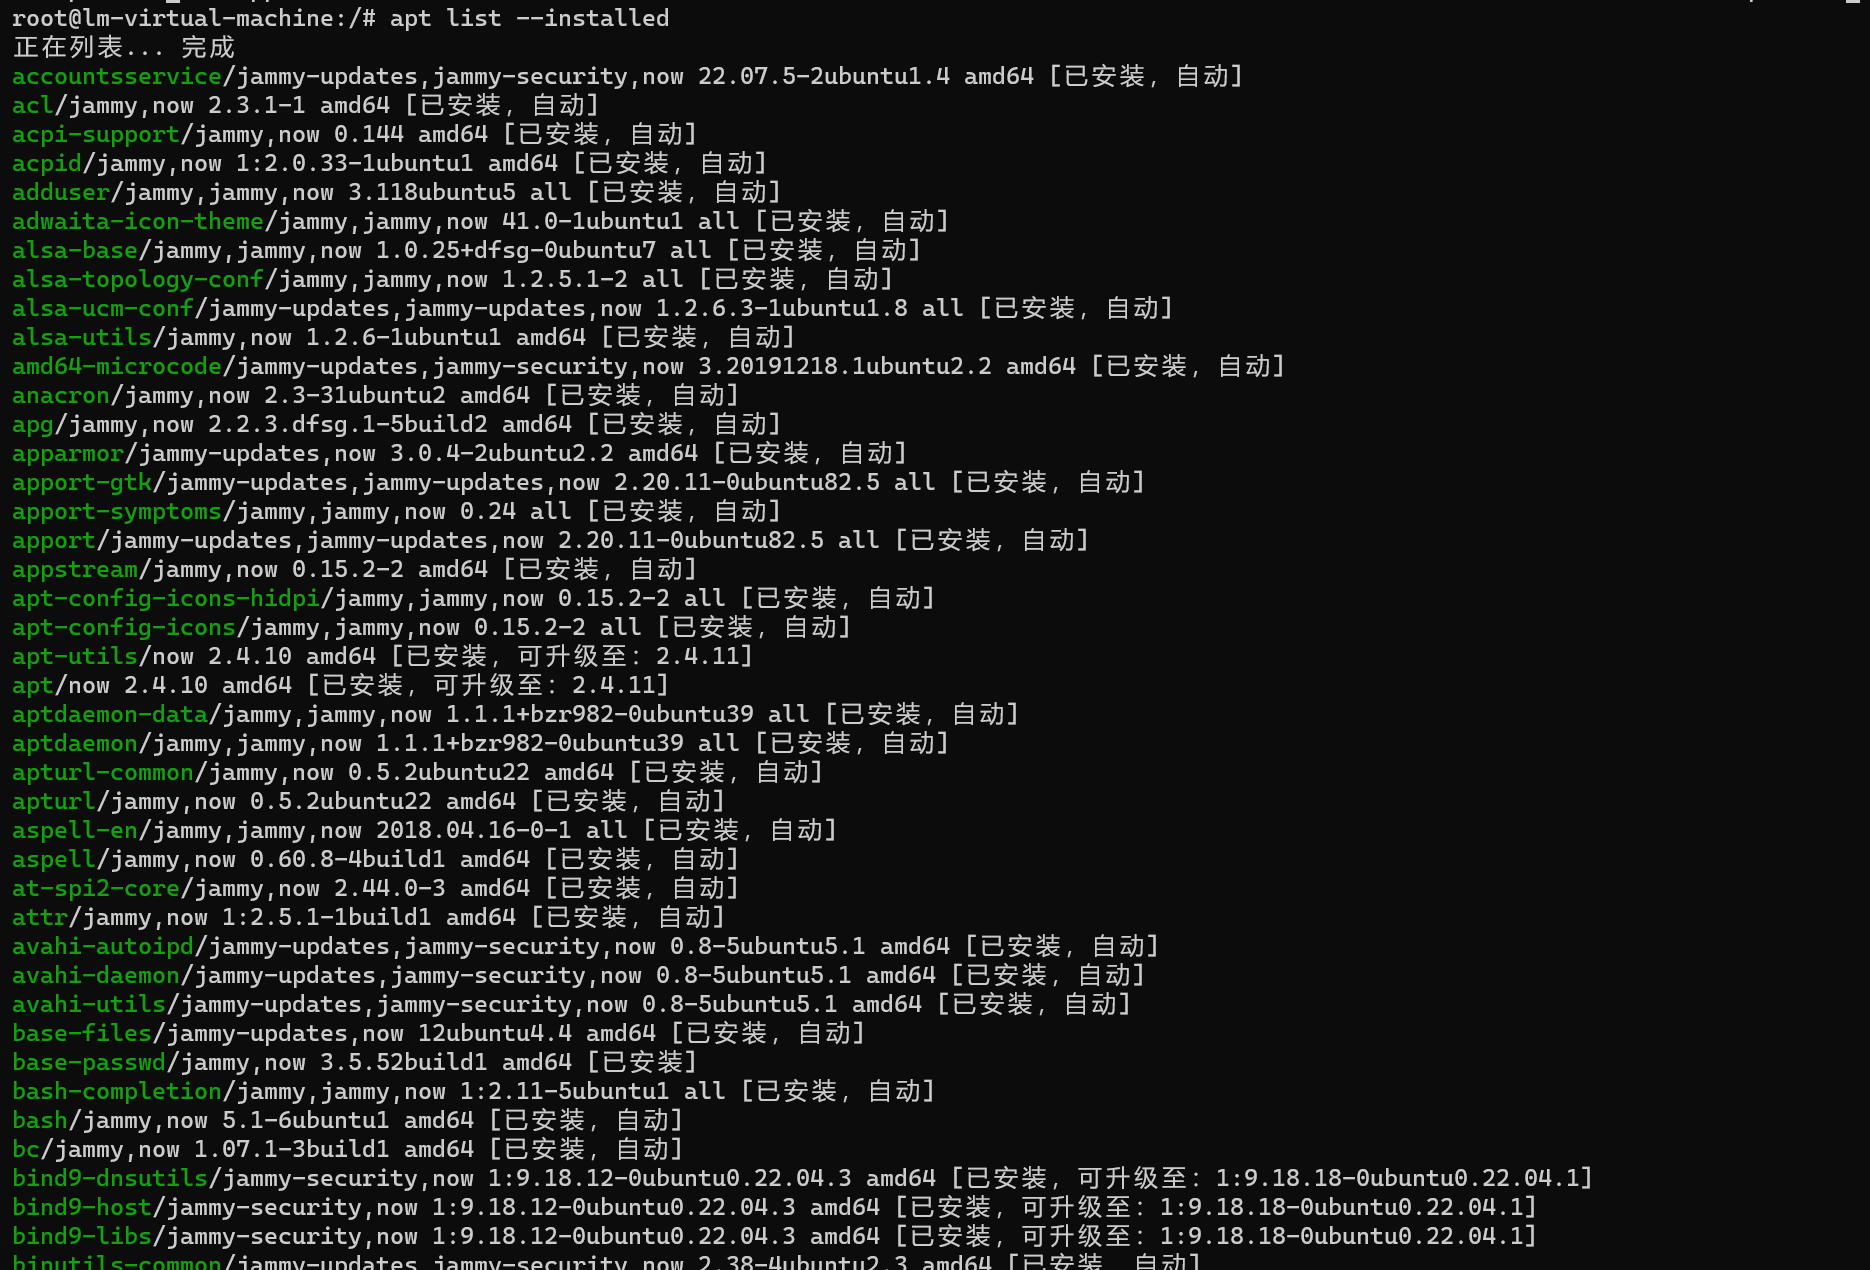 root@lm-virtual-machine:/# apt list --installed
正在列表... 完成
accountsservice/jammy-updates,jammy-security,now 22.07.5-2ubuntu1.4 amd64 [已安装，自动]
acl/jammy,now 2.3.1-1 amd64 [已安装，自动]
acpi-support/jammy,now 0.144 amd64 [已安装，自动]
acpid/jammy,now 1:2.0.33-1ubuntu1 amd64 [已安装，自动]
adduser/jammy,jammy,now 3.118ubuntu5 all [已安装，自动]
adwaita-icon-theme/jammy,jammy,now 41.0-1ubuntu1 all [已安装，自动]
alsa-base/jammy,jammy,now 1.0.25+dfsg-0ubuntu7 all [已安装，自动]
alsa-topology-conf/jammy,jammy,now 1.2.5.1-2 all [已安装，自动]
alsa-ucm-conf/jammy-updates,jammy-updates,now 1.2.6.3-1ubuntu1.8 all [已安装，自动]
alsa-utils/jammy,now 1.2.6-1ubuntu1 amd64 [已安装，自动]
amd64-microcode/jammy-updates,jammy-security,now 3.20191218.1ubuntu2.2 amd64 [已安装，自动]
anacron/jammy,now 2.3-31ubuntu2 amd64 [已安装，自动]
apg/jammy,now 2.2.3.dfsg.1-5build2 amd64 [已安装，自动]
apparmor/jammy-updates,now 3.0.4-2ubuntu2.2 amd64 [已安装，自动]
apport-gtk/jammy-updates,jammy-updates,now 2.20.11-0ubuntu82.5 all [已安装，自动]
apport-symptoms/jammy,jammy,now 0.24 all [已安装，自动]
apport/jammy-updates,jammy-updates,now 2.20.11-0ubuntu82.5 all [已安装，自动]
appstream/jammy,now 0.15.2-2 amd64 [已安装，自动]
apt-config-icons-hidpi/jammy,jammy,now 0.15.2-2 all [已安装，自动]
apt-config-icons/jammy,jammy,now 0.15.2-2 all [已安装，自动]
apt-utils/now 2.4.10 amd64 [已安装，可升级至：2.4.11]
apt/now 2.4.10 amd64 [已安装，可升级至：2.4.11]
aptdaemon-data/jammy,jammy,now 1.1.1+bzr982-0ubuntu39 all [已安装，自动]
aptdaemon/jammy,jammy,now 1.1.1+bzr982-0ubuntu39 all [已安装，自动]
apturl-common/jammy,now 0.5.2ubuntu22 amd64 [已安装，自动]
apturl/jammy,now 0.5.2ubuntu22 amd64 [已安装，自动]
aspell-en/jammy,jammy,now 2018.04.16-0-1 all [已安装，自动]
aspell/jammy,now 0.60.8-4build1 amd64 [已安装，自动]
at-spi2-core/jammy,now 2.44.0-3 amd64 [已安装，自动]
attr/jammy,now 1:2.5.1-1build1 amd64 [已安装，自动]
avahi-autoipd/jammy-updates,jammy-security,now 0.8-5ubuntu5.1 amd64 [已安装，自动]
avahi-daemon/jammy-updates,jammy-security,now 0.8-5ubuntu5.1 amd64 [已安装，自动]
avahi-utils/jammy-updates,jammy-security,now 0.8-5ubuntu5.1 amd64 [已安装，自动]
base-files/jammy-updates,now 12ubuntu4.4 amd64 [已安装，自动]
base-passwd/jammy,now 3.5.52build1 amd64 [已安装]
bash-completion/jammy,jammy,now 1:2.11-5ubuntu1 all [已安装，自动]
bash/jammy,now 5.1-6ubuntu1 amd64 [已安装，自动]
bc/jammy,now 1.07.1-3build1 amd64 [已安装，自动]
bind9-dnsutils/jammy-security,now 1:9.18.12-0ubuntu0.22.04.3 amd64 [已安装，可升级至：1:9.18.18-0ubuntu0.22.04.1]
bind9-host/jammy-security,now 1:9.18.12-0ubuntu0.22.04.3 amd64 [已安装，可升级至：1:9.18.18-0ubuntu0.22.04.1]
bind9-libs/jammy-security,now 1:9.18.12-0ubuntu0.22.04.3 amd64 [已安装，可升级至：1:9.18.18-0ubuntu0.22.04.1]
binutils-common/jammy-updates,jammy-security,now 2.38-4ubuntu2.3 amd64 [已安装，自动]